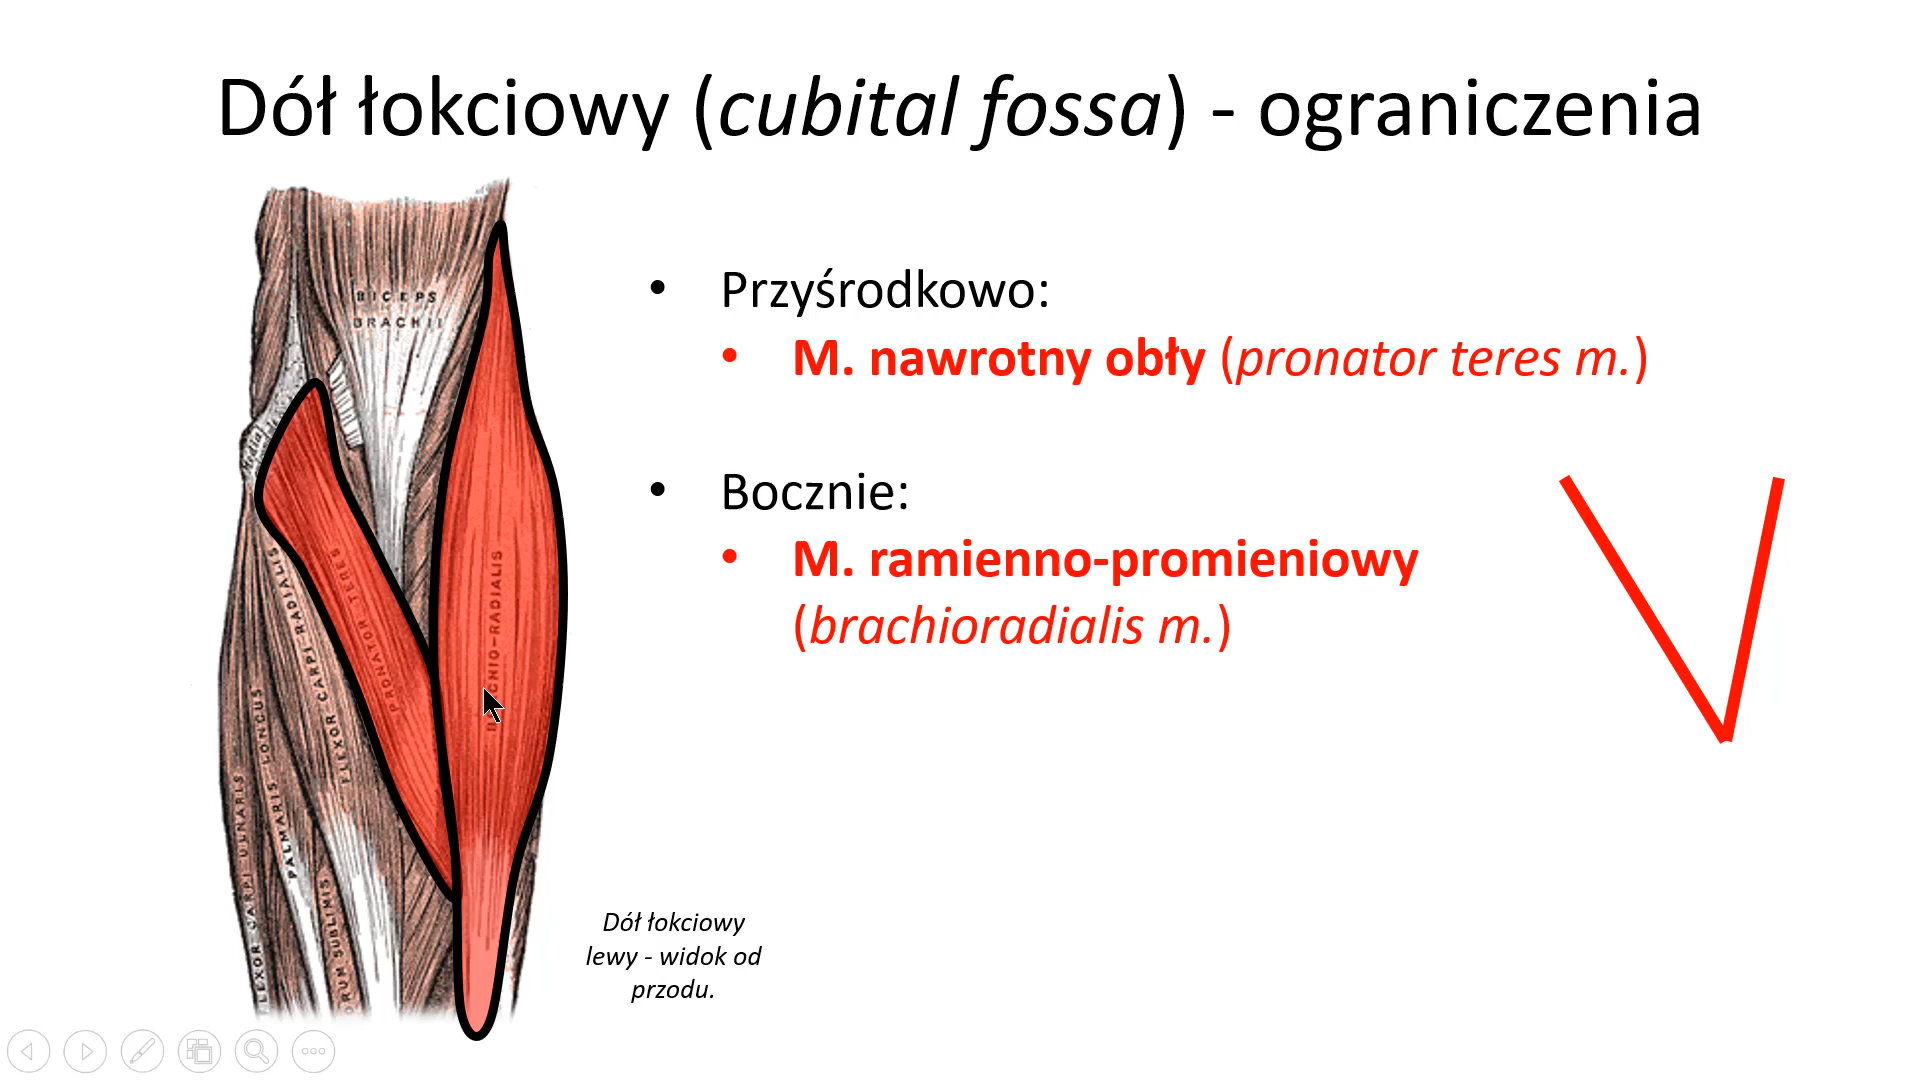 Dół łokciowy (cubital fossa) - ograniczenia
BICEPS
BRACHII
• Przyśrodkowo:
• M. nawrotny obły (pronator teres m.)
• Bocznie:
• M. ramienno-promieniowy
(brachioradialis m.)
PRONATOR TERES
FLEXOR CARPI RADIALIS
PALMARIS LONGUS
FLEXOR CARPI ULNARIS
Dół łokciowy
lewy - widok od
przodu.